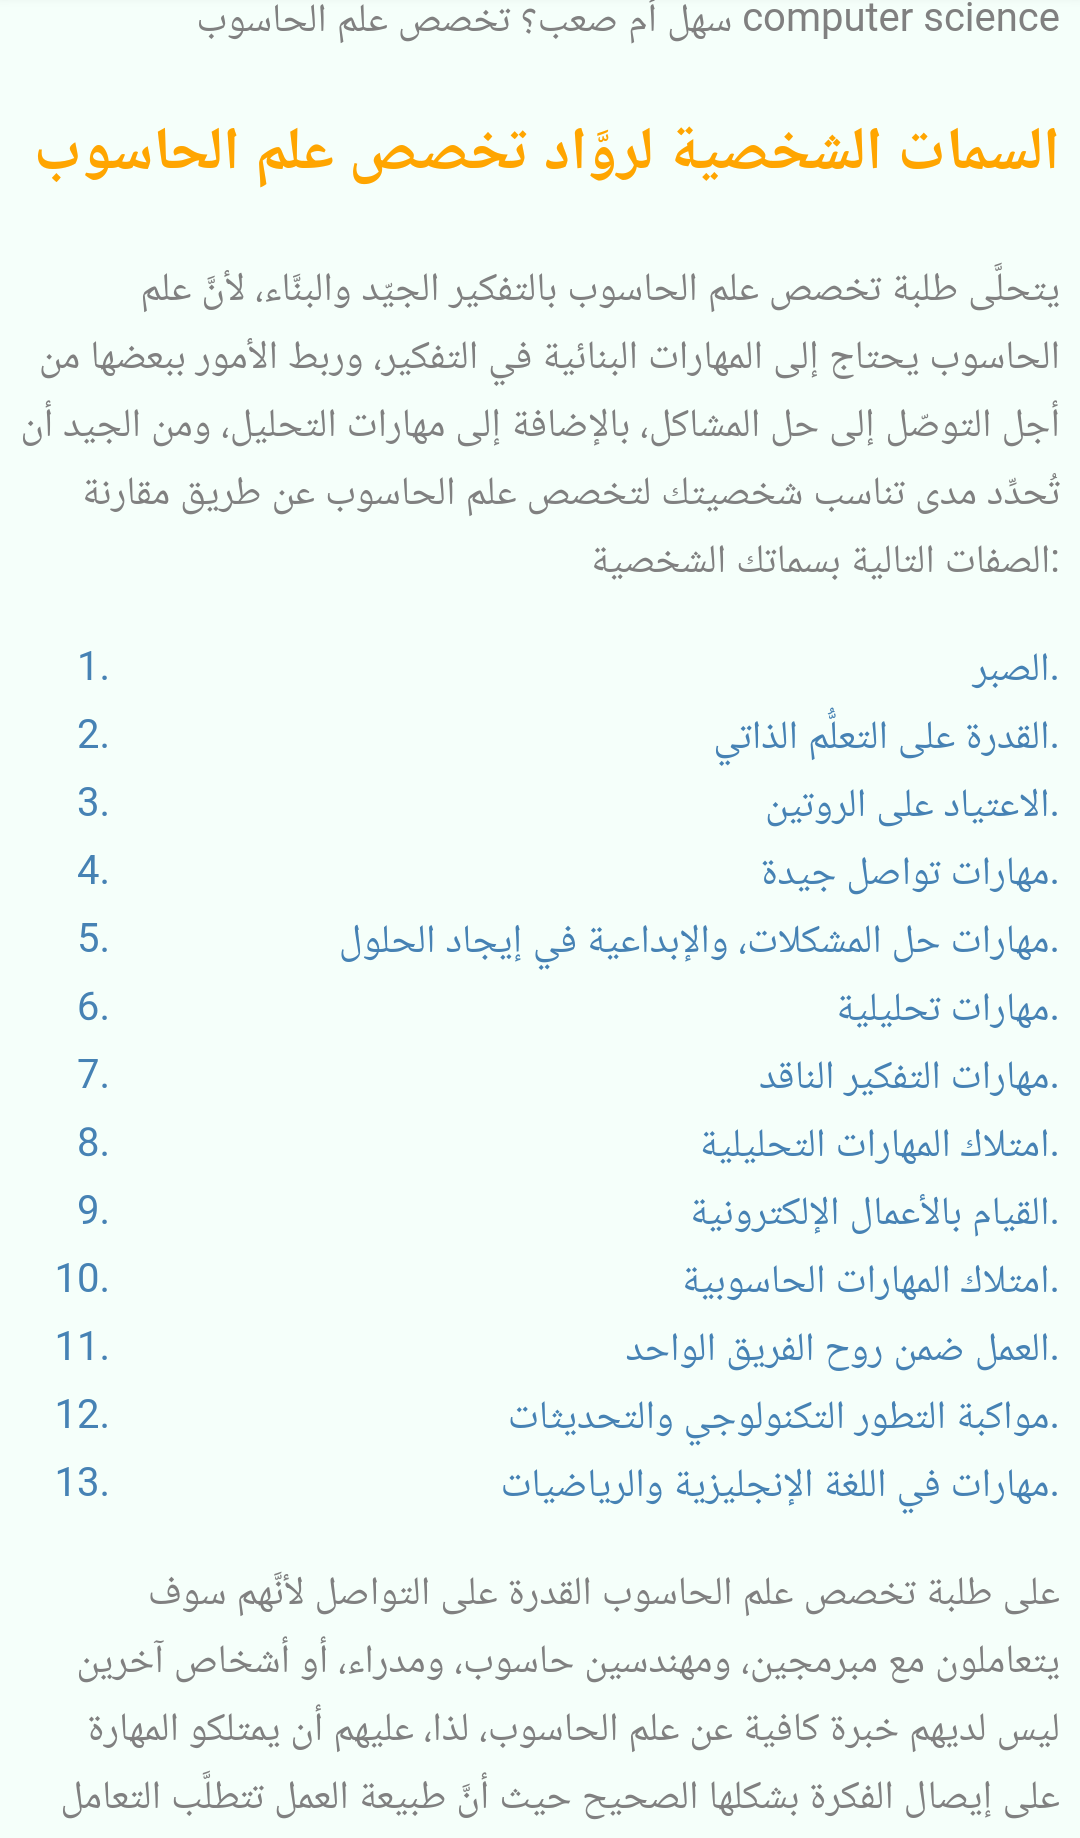 computer science سهل أم صعب؟ تخصص علم الحاسوب
السمات الشخصية لروَّاد تخصص علم الحاسوب
يتحلَّى طلبة تخصص علم الحاسوب بالتفكير الجيّد والبنَّاء، لأنَّ علم
الحاسوب يحتاج إلى المهارات البنائية في التفكير، وربط الأمور ببعضها من
أجل التوصّل إلى حل المشاكل، بالإضافة إلى مهارات التحليل، ومن الجيد أن
تُحدِّد مدى تناسب شخصيتك لتخصص علم الحاسوب عن طريق مقارنة
:الصفات التالية بسماتك الشخصية
1. .الصبر
2. .القدرة على التعلُّم الذاتي
3. .الاعتياد على الروتين
4. .مهارات تواصل جيدة
5. .مهارات حل المشكلات، والإبداعية في إيجاد الحلول
6. .مهارات تحليلية
7. .مهارات التفكير الناقد
8. .امتلاك المهارات التحليلية
9. .القيام بالأعمال الإلكترونية
10. .امتلاك المهارات الحاسوبية
11. .العمل ضمن روح الفريق الواحد
12. .مواكبة التطور التكنولوجي والتحديثات
13. .مهارات في اللغة الإنجليزية والرياضيات
على طلبة تخصص علم الحاسوب القدرة على التواصل لأنَّهم سوف
يتعاملون مع مبرمجين، ومهندسين حاسوب، ومدراء، أو أشخاص آخرين
ليس لديهم خبرة كافية عن علم الحاسوب، لذا، عليهم أن يمتلكو المهارة
على إيصال الفكرة بشكلها الصحيح حيث أنَّ طبيعة العمل تتطلَّب التعامل